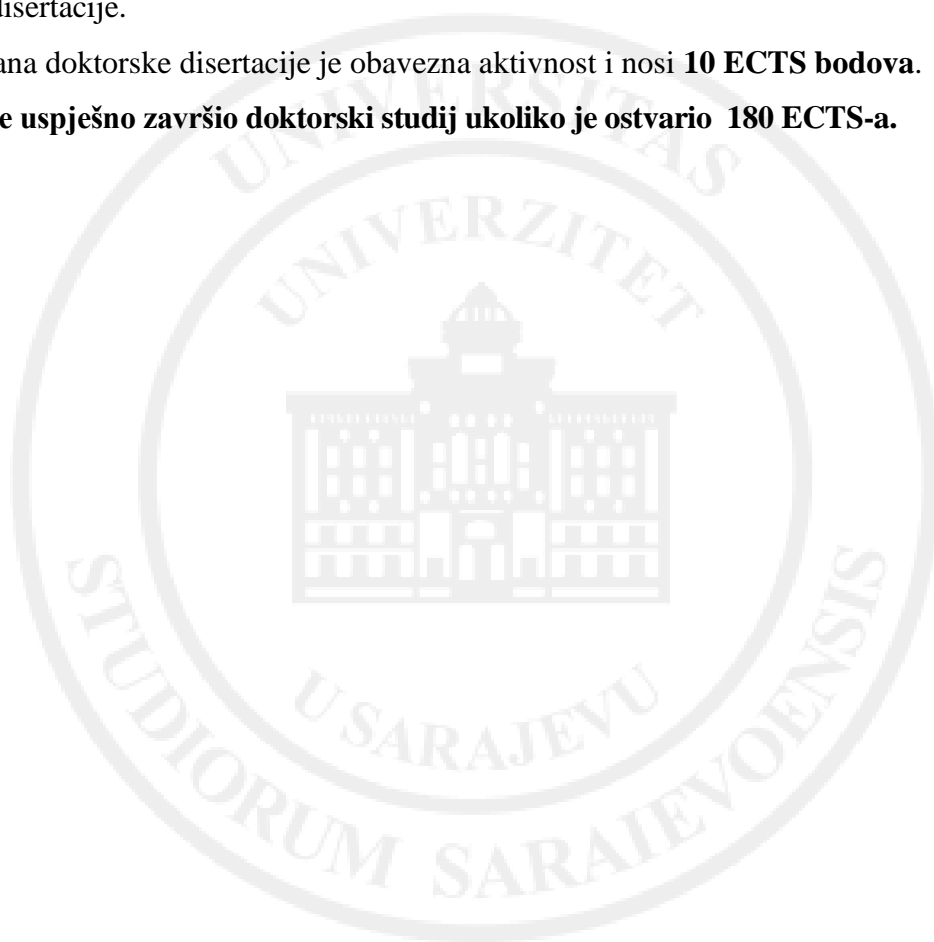 disertacije.
ana doktorske disertacije je obavezna aktivnost i nosi 10 ECTS bodova.
e uspješno završio doktorski studij ukoliko je ostvario 180 ECTS-a.
UNIVERSITAS
UNIVERZITET
U SARAJEVU
STUDIORUM SARAIEVOENSIS